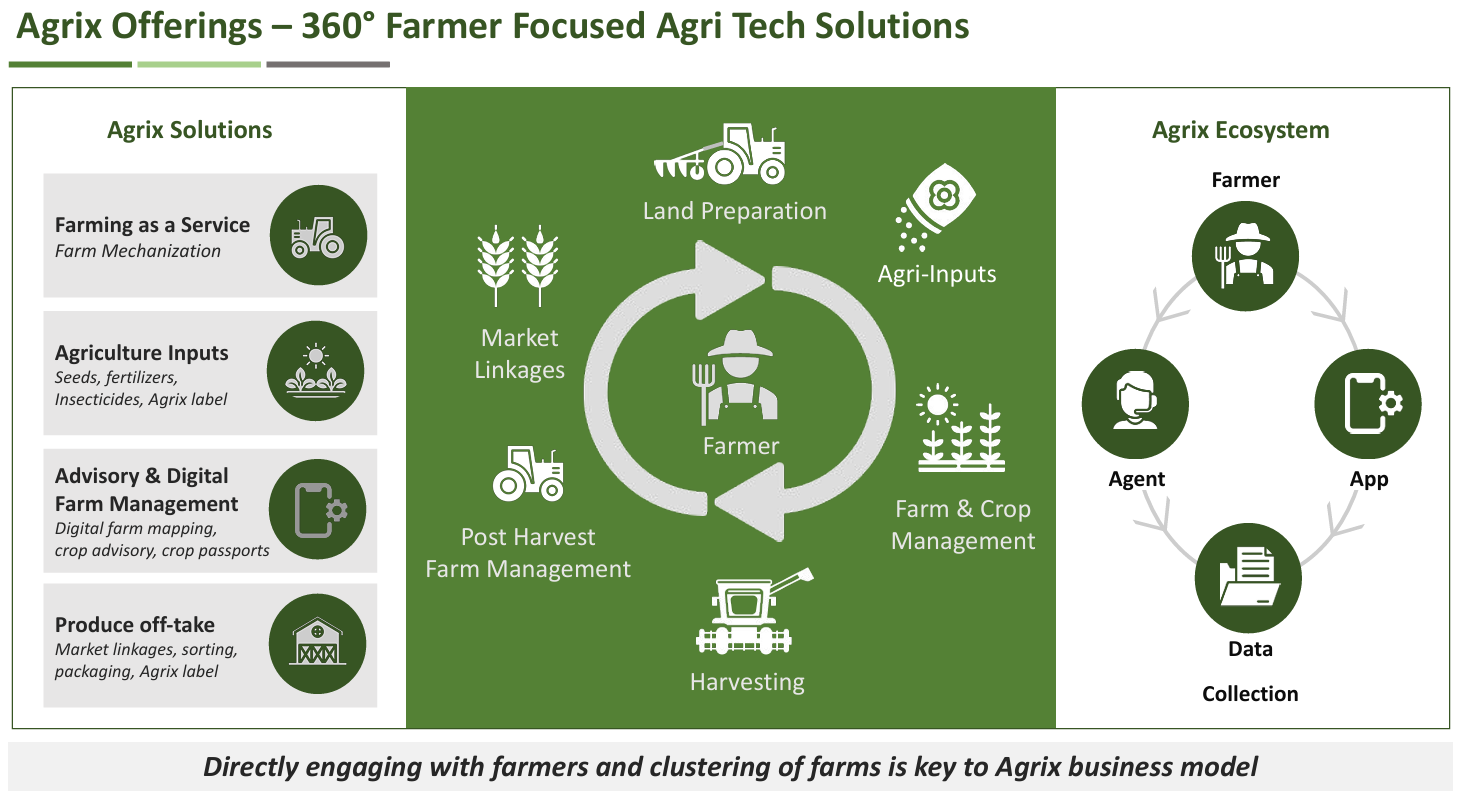 Agrix Offerings – 360° Farmer Focused Agri Tech Solutions
Agrix Solutions
Farming as a Service
Farm Mechanization
Agriculture Inputs
Seeds, fertilizers,
Insecticides, Agrix label
Advisory & Digital
Farm Management
Digital farm mapping,
crop advisory, crop passports
Produce off-take
Market linkages, sorting,
packaging, Agrix label
Land Preparation
Agri-Inputs
Market
Linkages
Farmer
Farm & Crop
Management
Post Harvest
Farm Management
Harvesting
Agrix Ecosystem
Farmer
Agent
App
Data
Collection
Directly engaging with farmers and clustering of farms is key to Agrix business model